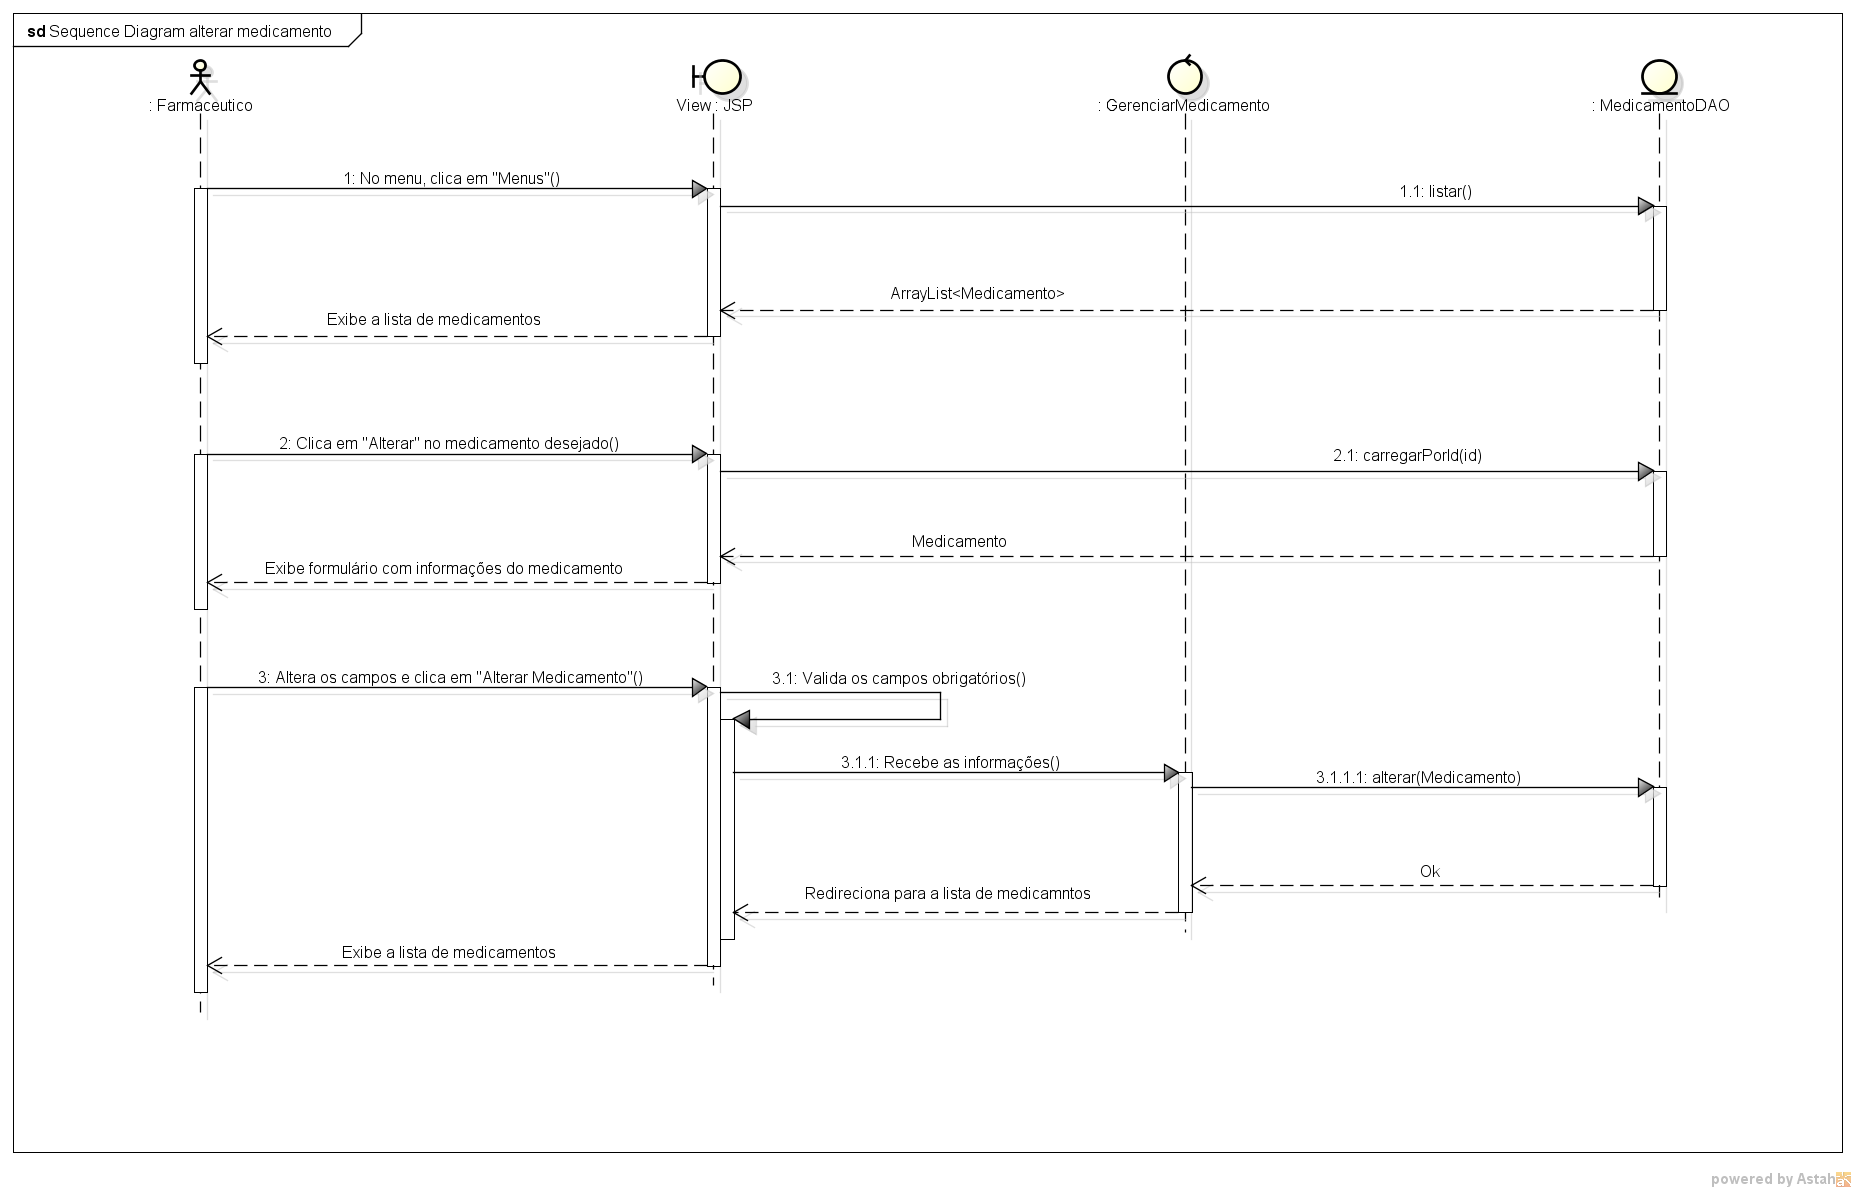 sd Sequence Diagram alterar medicamento
: Farmaceutico
View : JSP
: GerenciarMedicamento
: MedicamentoDAO
1: No menu, clica em "Menus"()
1.1: listar()
ArrayList<Medicamento>
Exibe a lista de medicamentos
2: Clica em "Alterar" no medicamento desejado()
2.1: carregarPorId(id)
Medicamento
Exibe formulário com informações do medicamento
3: Altera os campos e clica em "Alterar Medicamento"()
3.1: Valida os campos obrigatórios()
3.1.1: Recebe as informações()
3.1.1.1: alterar(Medicamento)
Ok
Redireciona para a lista de medicamntos
Exibe a lista de medicamentos
powered by Astah